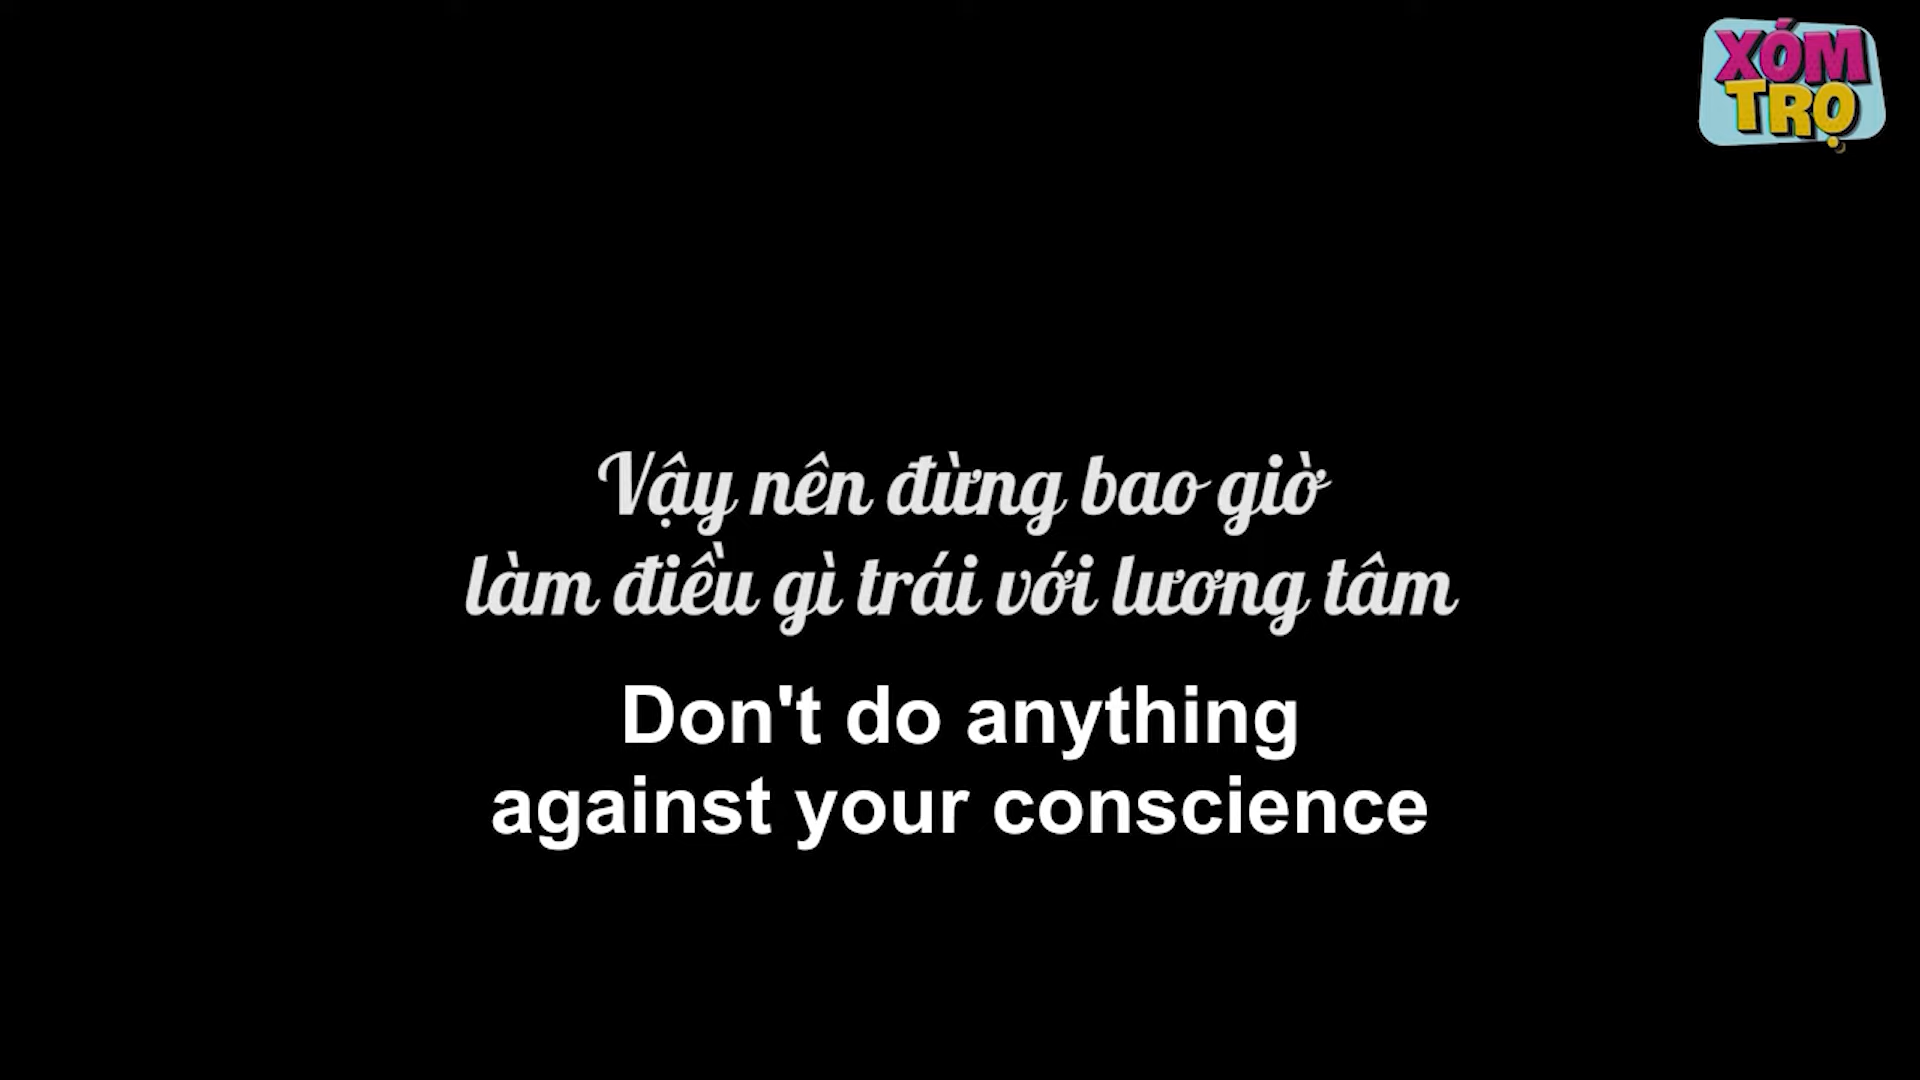 XÓM
TRỌ
Vậy nên đừng bao giờ
làm điều gì trái với lương tâm
Don't do anything
against your conscience